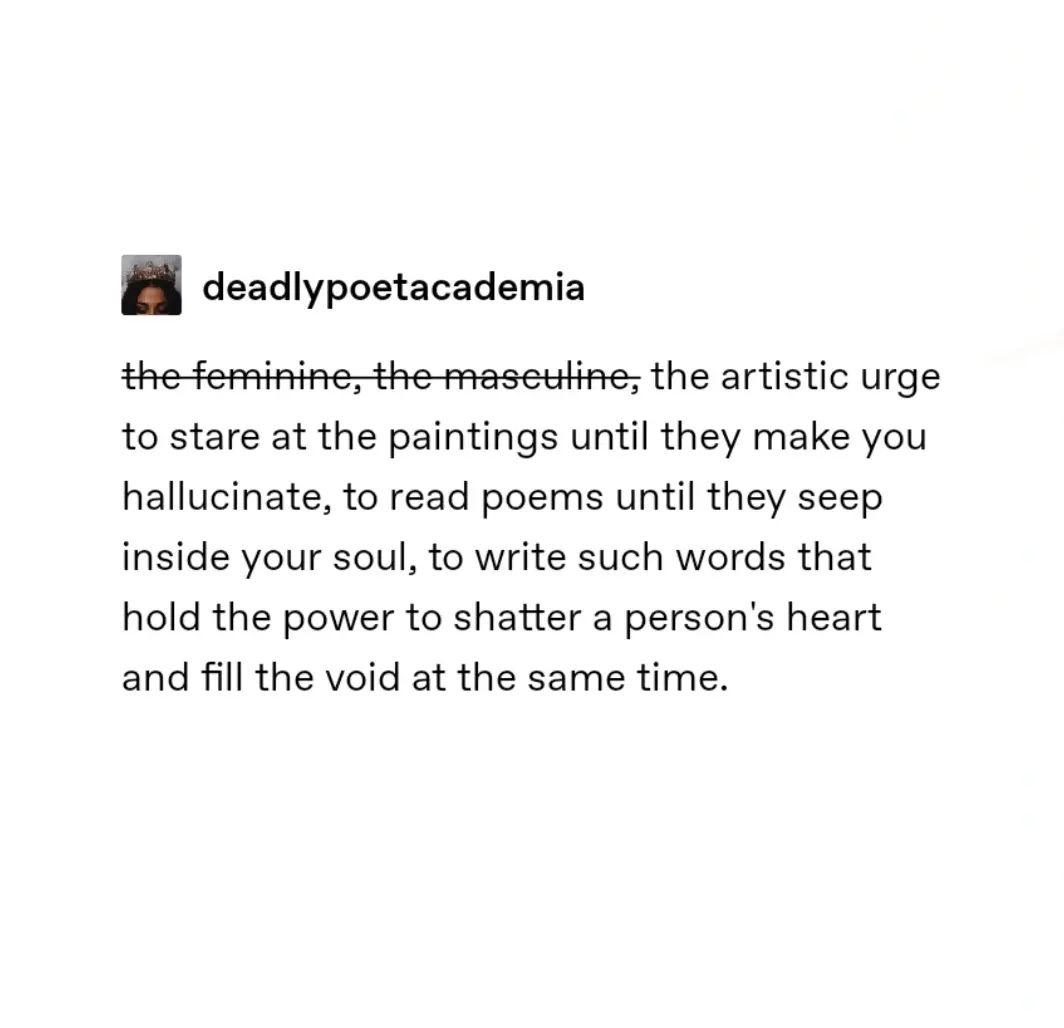 deadlypoetacademia
the feminine, the masculine, the artistic urge
to stare at the paintings until they make you
hallucinate, to read poems until they seep
inside your soul, to write such words that
hold the power to shatter a person's heart
and fill the void at the same time.